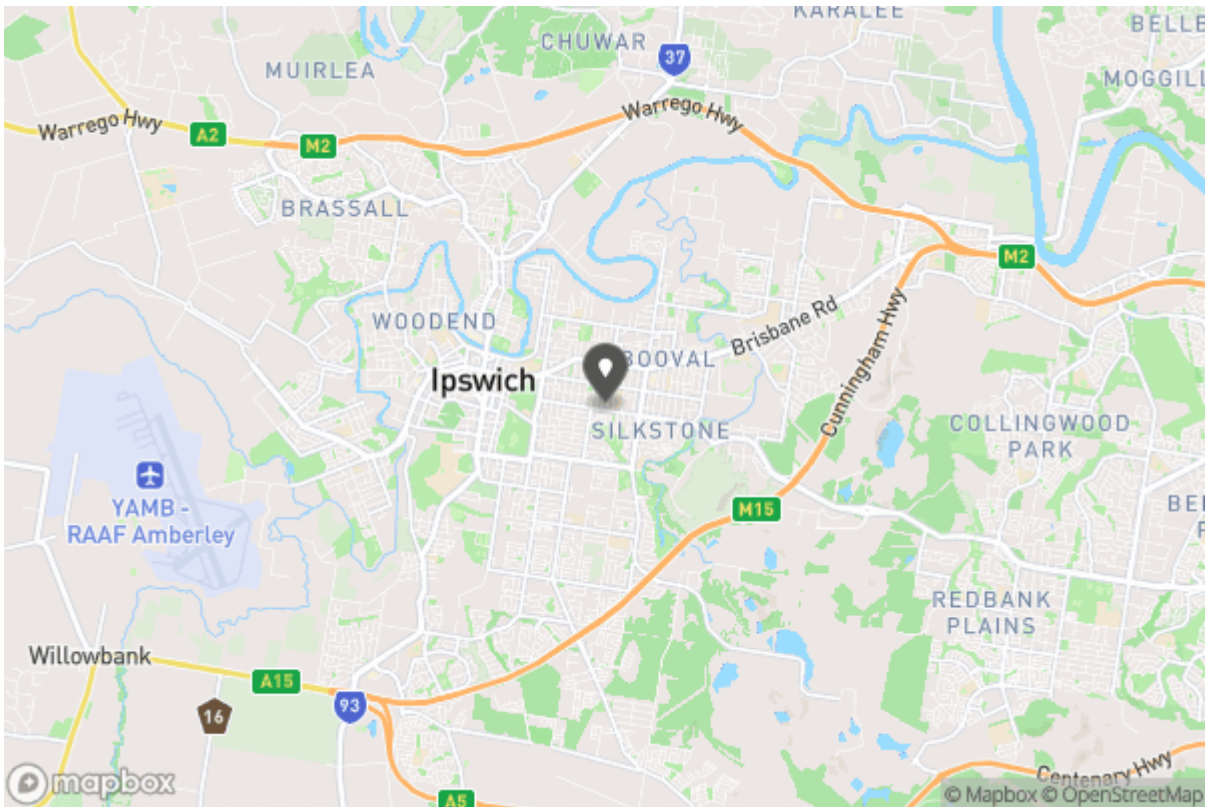 KARALEE
BELLE
CHUWAR
37
MUIRLEA
MOGGILL
Warrego Hwy
Warrego Hwy
A2
M2
BRASSALL
M2
WOODEND
Brisbane Rd
Cunningham Hwy
BOOVAL
Ipswich
SILKSTONE
COLLINGWOOD
PARK
YAMB -
RAAF Amberley
M15
BEL
P
REDBANK
PLAINS
Willowbank
A15
93
16
Centenary Hwy
mapbox
A5
© Mapbox © OpenStreetMap